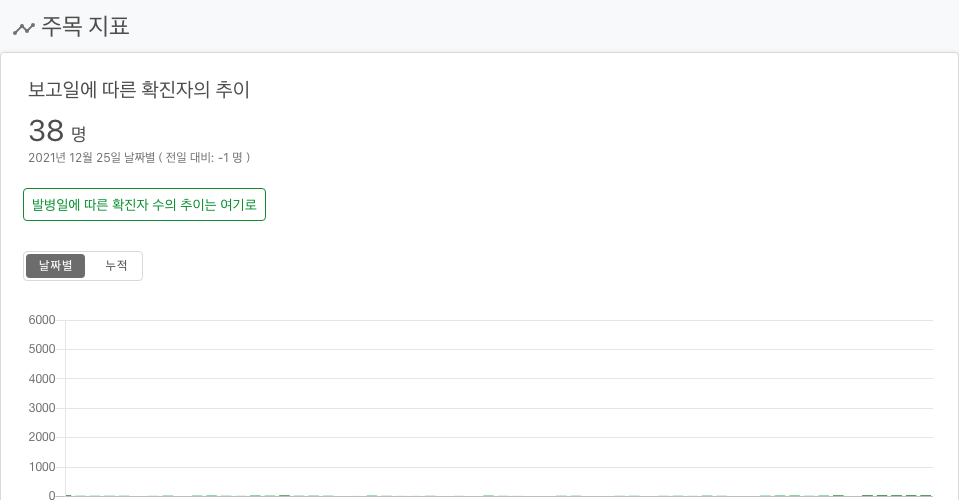 주목 지표
보고일에 따른 확진자의 추이
38 명
2021년 12월 25일 날짜별 ( 전일 대비: -1 명 )
발병일에 따른 확진자 수의 추이는 여기로
날짜별 누적
6000
5000
4000
3000
2000
1000
0